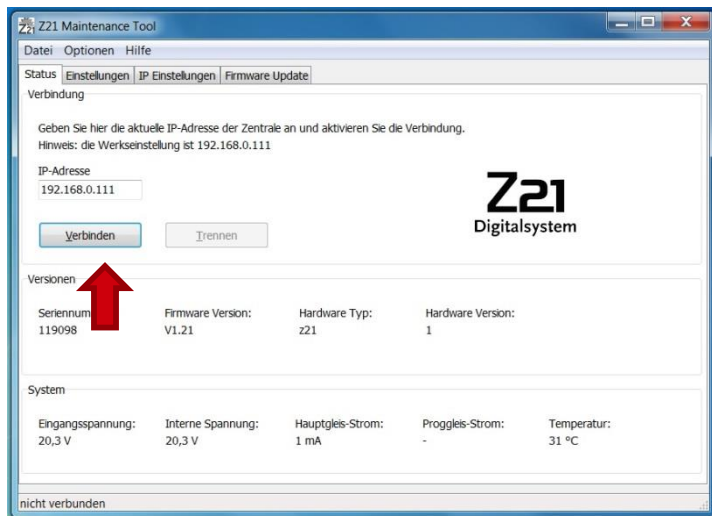 Z21 Maintenance Tool
Datei Optionen Hilfe
Status Einstellungen IP Einstellungen Firmware Update
Verbindung
Geben Sie hier die aktuelle IP-Adresse der Zentrale an und aktivieren Sie die Verbindung.
Hinweis: die Werkseinstellung ist 192.168.0.111
IP-Adresse
192.168.0.111
Z21
Digitalsystem
Verbinden Trennen
Versionen
Seriennum Firmware Version: Hardware Typ: Hardware Version:
119098 V1.21 z21 1
System
Eingangsspannung: Interne Spannung: Hauptgleis-Strom: Proggleis-Strom: Temperatur:
20,3 V 20,3 V 1 mA - 31 °C
nicht verbunden